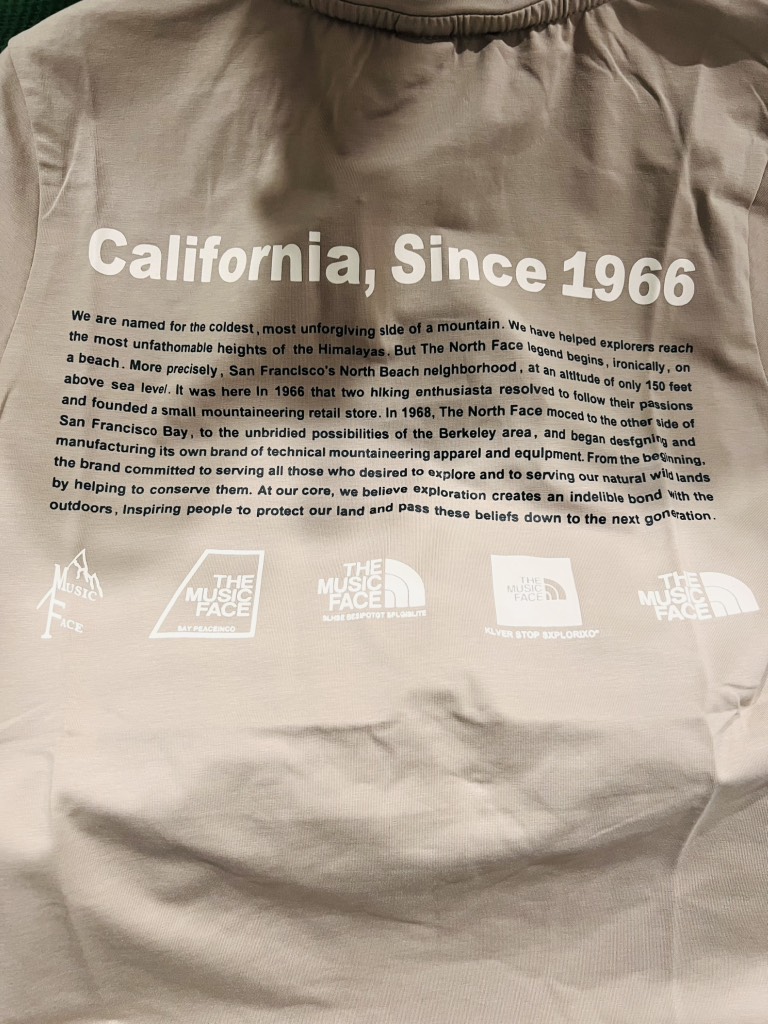 California, Since 1966
We are named for the coldest, most unforgiving side of a mountain. We have helped explorers reach
the most unfathomable heights of the Himalayas. But The North Face legend begins, ironically, on
a beach. More precisely, San Francisco's North Beach neighborhood, at an altitude of only 150 feet
above sea level. It was here In 1966 that two hiking enthusiasta resolved to follow their passions
and founded a small mountaineering retail store. In 1968, The North Face moced to the other side of
San Francisco Bay, to the unbridied possibilities of the Berkeley area, and began desfgning and
manufacturing its own brand of technical mountaineering apparel and equipment. From the beginning,
the brand committed to serving all those who desired to explore and to serving our natural wild lands
by helping to conserve them. At our core, we believe exploration creates an indelible bond with the
outdoors, Inspiring people to protect our land and pass these beliefs down to the next goneration.
MUSIC
FACE
THE
MUSIC
FACE
BAY PEACEINCO
THE
MUSIC
FACE
THE
MUSIC
FACE
KLVER STOP SXPLORIXO"
THE
MUSIC
FACE